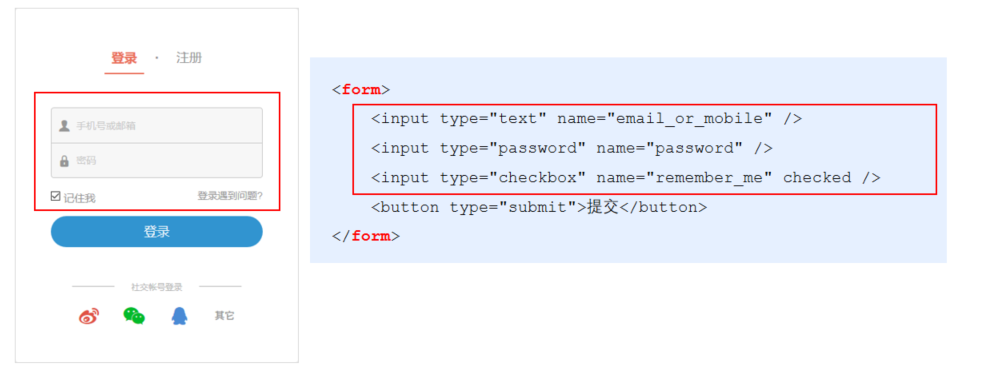 登录 · 注册
手机号或邮箱
密码
记住我 登录遇到问题?
登录
社交帐号登录
其它
<form>
<input type="text" name="email_or_mobile" />
<input type="password" name="password" />
<input type="checkbox" name="remember_me" checked />
<button type="submit">提交</button>
</form>